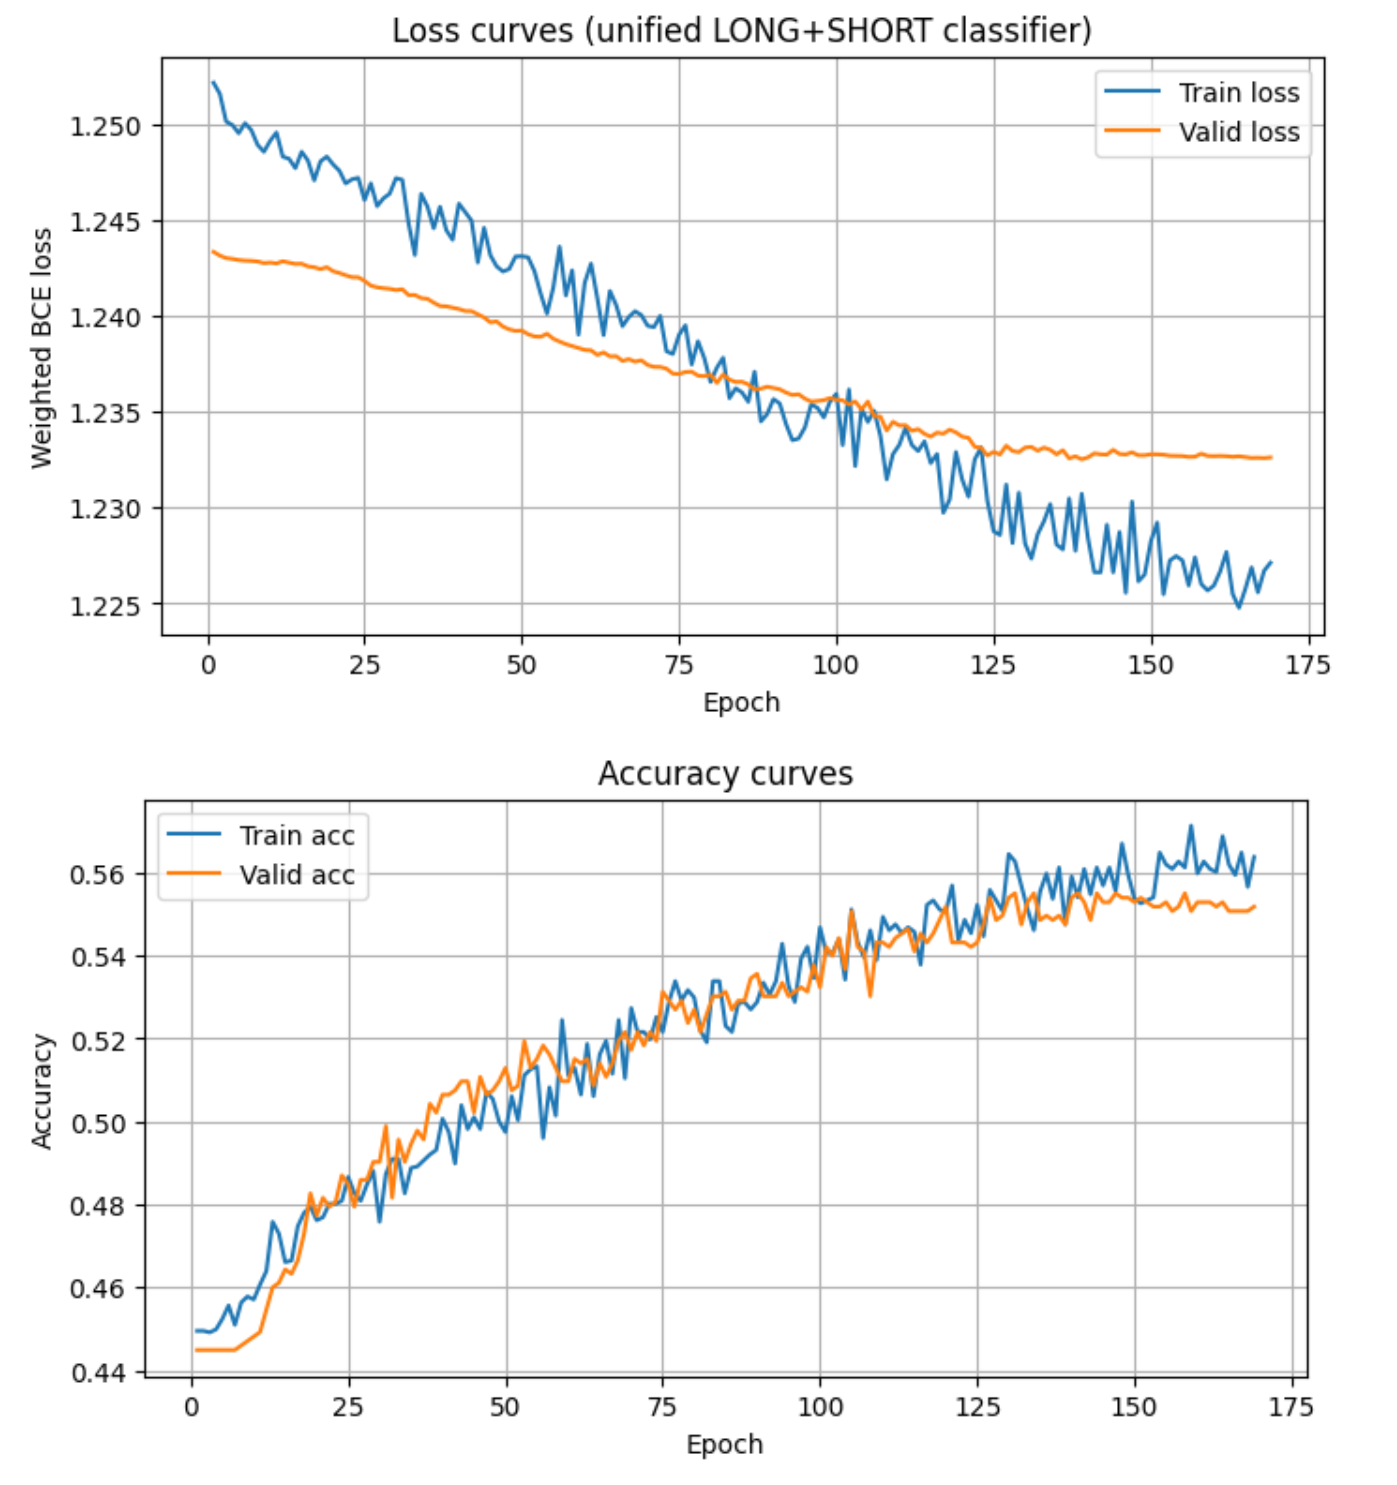 Loss curves (unified LONG+SHORT classifier)
Train loss
Valid loss
1.250
1.245
1.240
1.235
1.230
1.225
Weighted BCE loss
0 25 50 75 100 125 150 175
Epoch
Accuracy curves
Train acc
Valid acc
0.56
0.54
0.52
0.50
0.48
0.46
0.44
Accuracy
0 25 50 75 100 125 150 175
Epoch